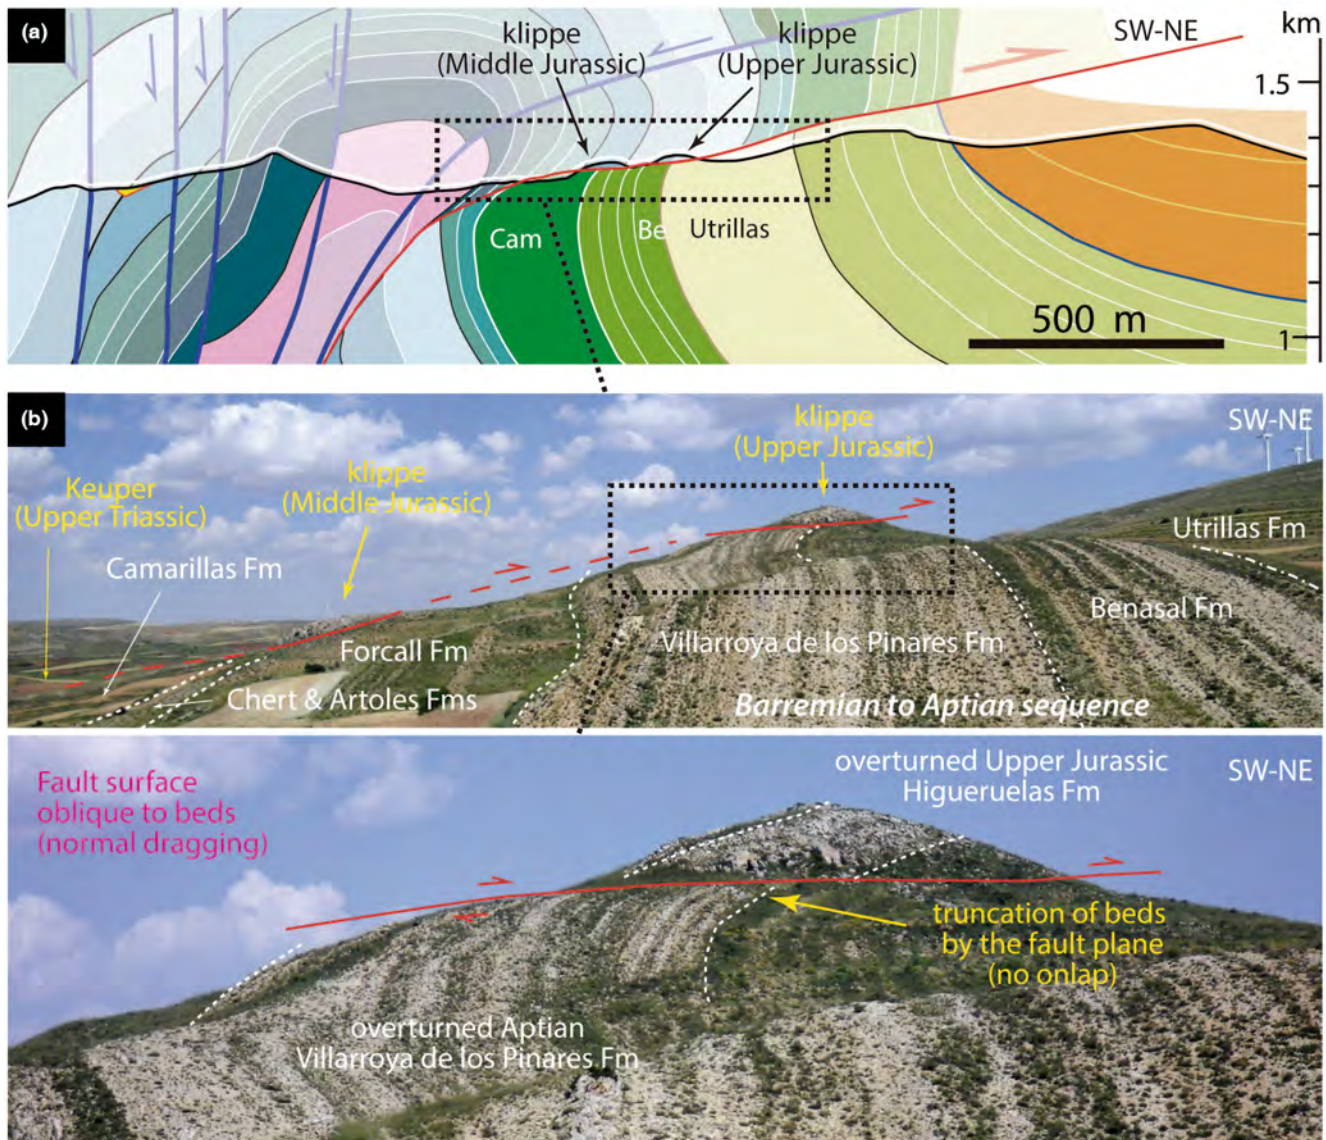 (a)
klippe
(Middle Jurassic)
klippe
(Upper Jurassic)
SW-NE
km
1.5
Cam
Be
Utrillas
500 m
1
(b)
klippe
(Upper Jurassic)
SW-NE
Keuper
(Upper Triassic)
klippe
(Middle Jurassic)
Camarillas Fm
Utrillas Fm
Benasal Fm
Forcall Fm
Villarroya de los Pinares Fm
Chert & Artoles Fms
Barremian to Aptian sequence
Fault surface
oblique to beds
(normal dragging)
overturned Upper Jurassic
Higueruelas Fm
SW-NE
truncation of beds
by the fault plane
(no onlap)
overturned Aptian
Villarroya de los Pinares Fm